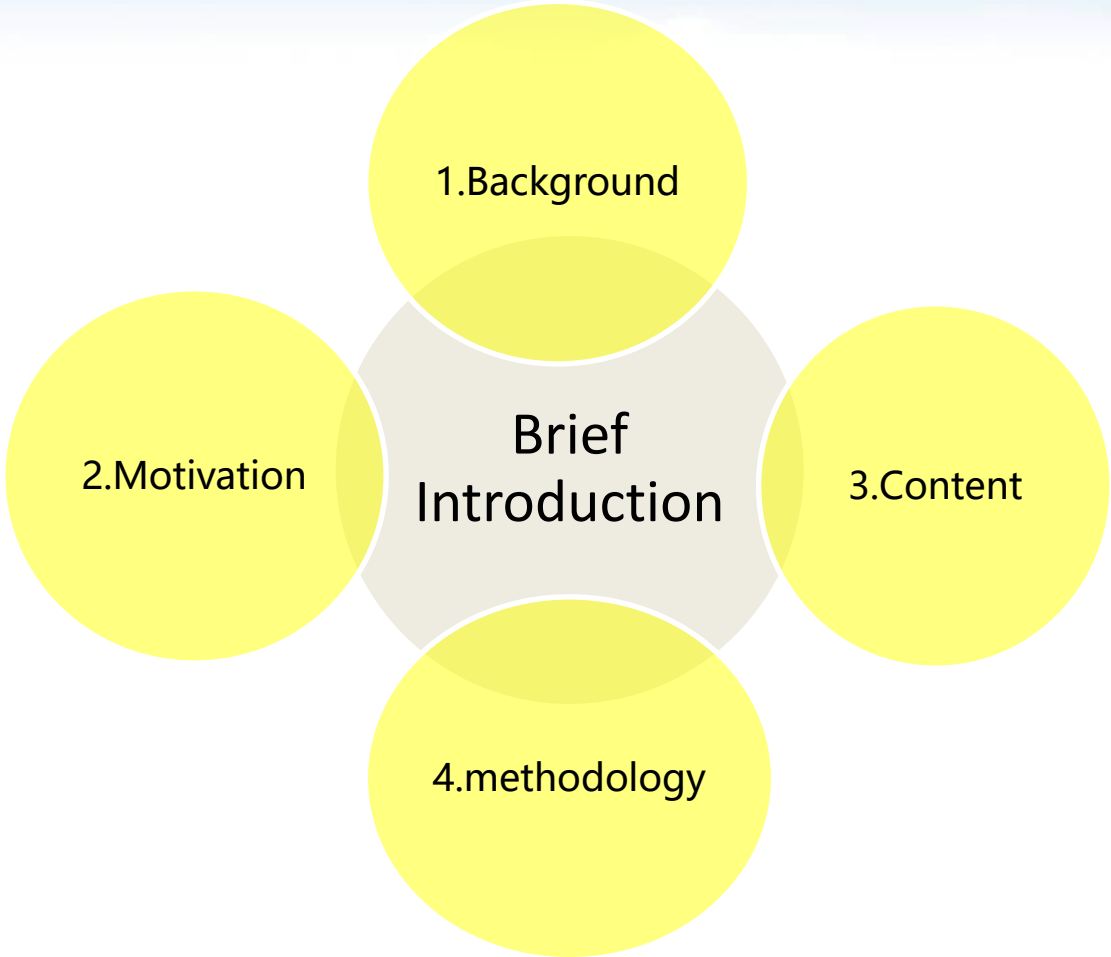 1.Background
2.Motivation
Brief
Introduction
3.Content
4.methodology